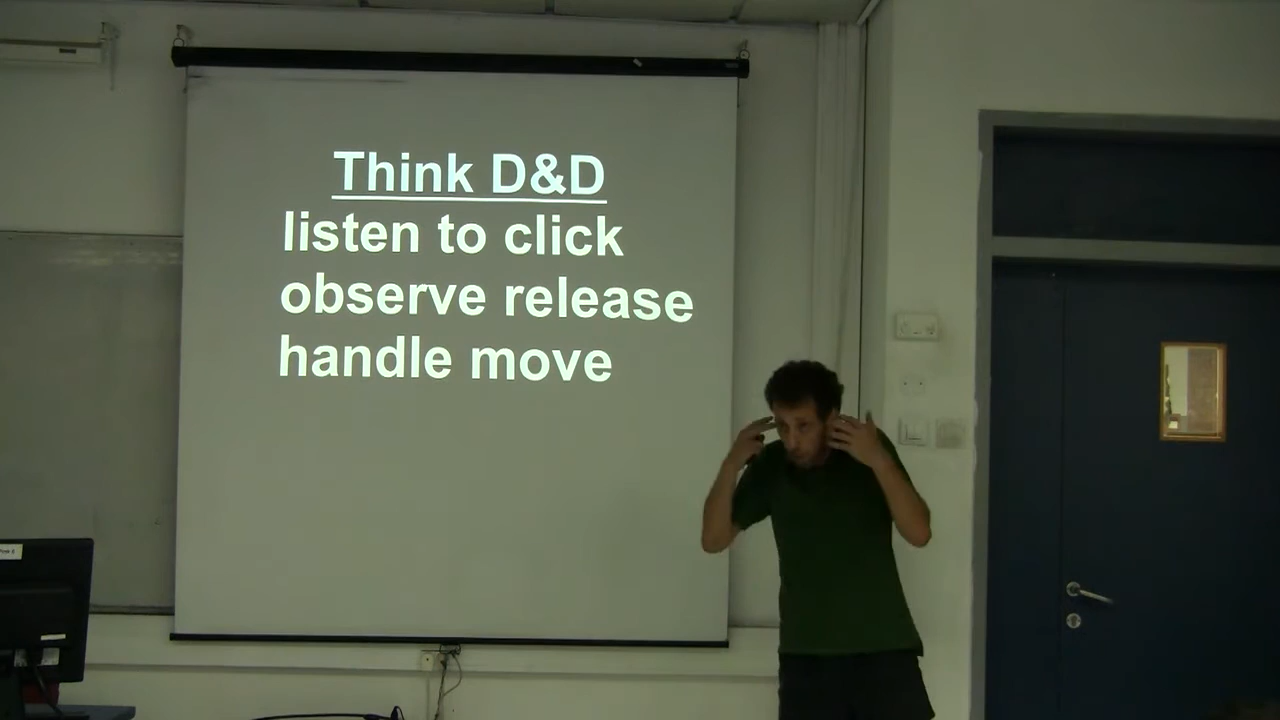 Think D&D
listen to click
observe release
handle move